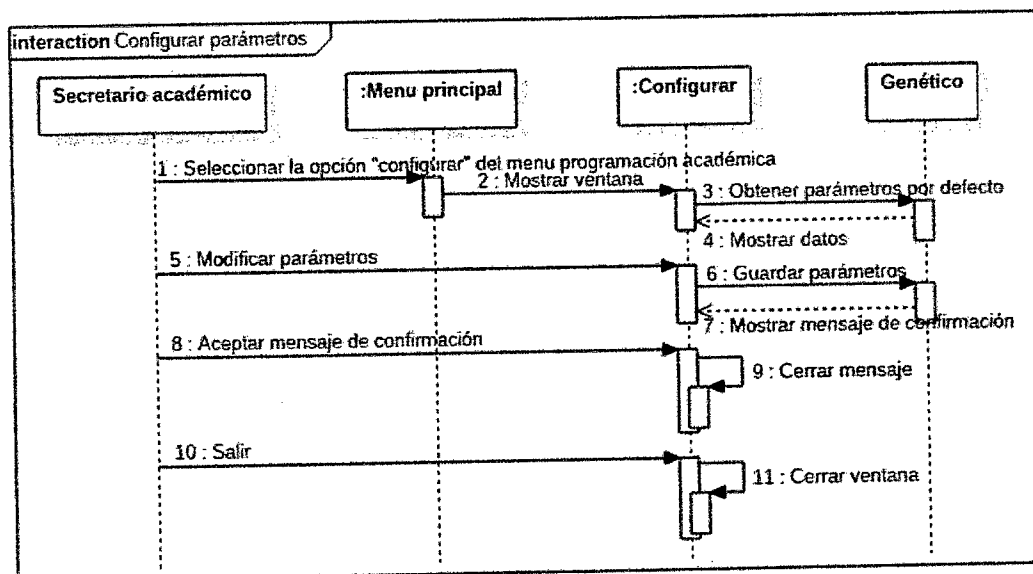 interaction Configurar parámetros
Secretario académico
:Menu principal
:Configurar
Genético
1 : Seleccionar la opción "configurar" del menu programación académica
2 : Mostrar ventana
3 : Obtener parámetros por defecto
4 : Mostrar datos
5 : Modificar parámetros
6 : Guardar parámetros
7 : Mostrar mensaje de confirmación
8 : Aceptar mensaje de confirmación
9 : Cerrar mensaje
10 : Salir
11 : Cerrar ventana